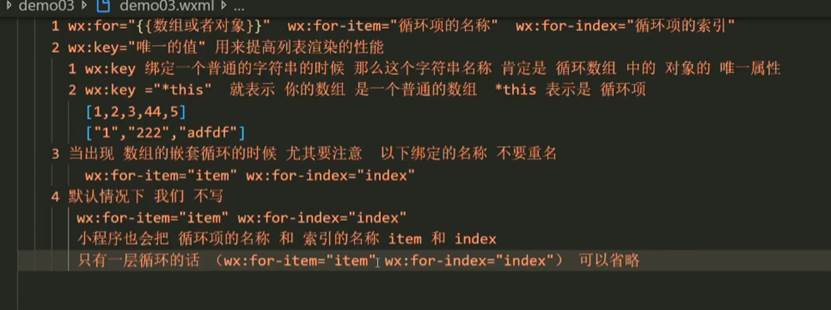 demo03 > demo03.wxml > ...
1 wx:for="{{数组或者对象}}" wx:for-item="循环项的名称" wx:for-index="循环项的索引"
2 wx:key="唯一的值" 用来提高列表渲染的性能
1 wx:key 绑定一个普通的字符串的时候 那么这个字符串名称 肯定是 循环数组 中的 对象的 唯一属性
2 wx:key ="*this" 就表示 你的数组 是一个普通的数组 *this 表示是 循环项
[1,2,3,44,5]
["1","222","adfdf"]
3 当出现 数组的嵌套循环的时候 尤其要注意 以下绑定的名称 不要重名
wx:for-item="item" wx:for-index="index"
4 默认情况下 我们 不写
wx:for-item="item" wx:for-index="index"
小程序也会把 循环项的名称 和 索引的名称 item 和 index
只有一层循环的话 （wx:for-item="item" wx:for-index="index"） 可以省略